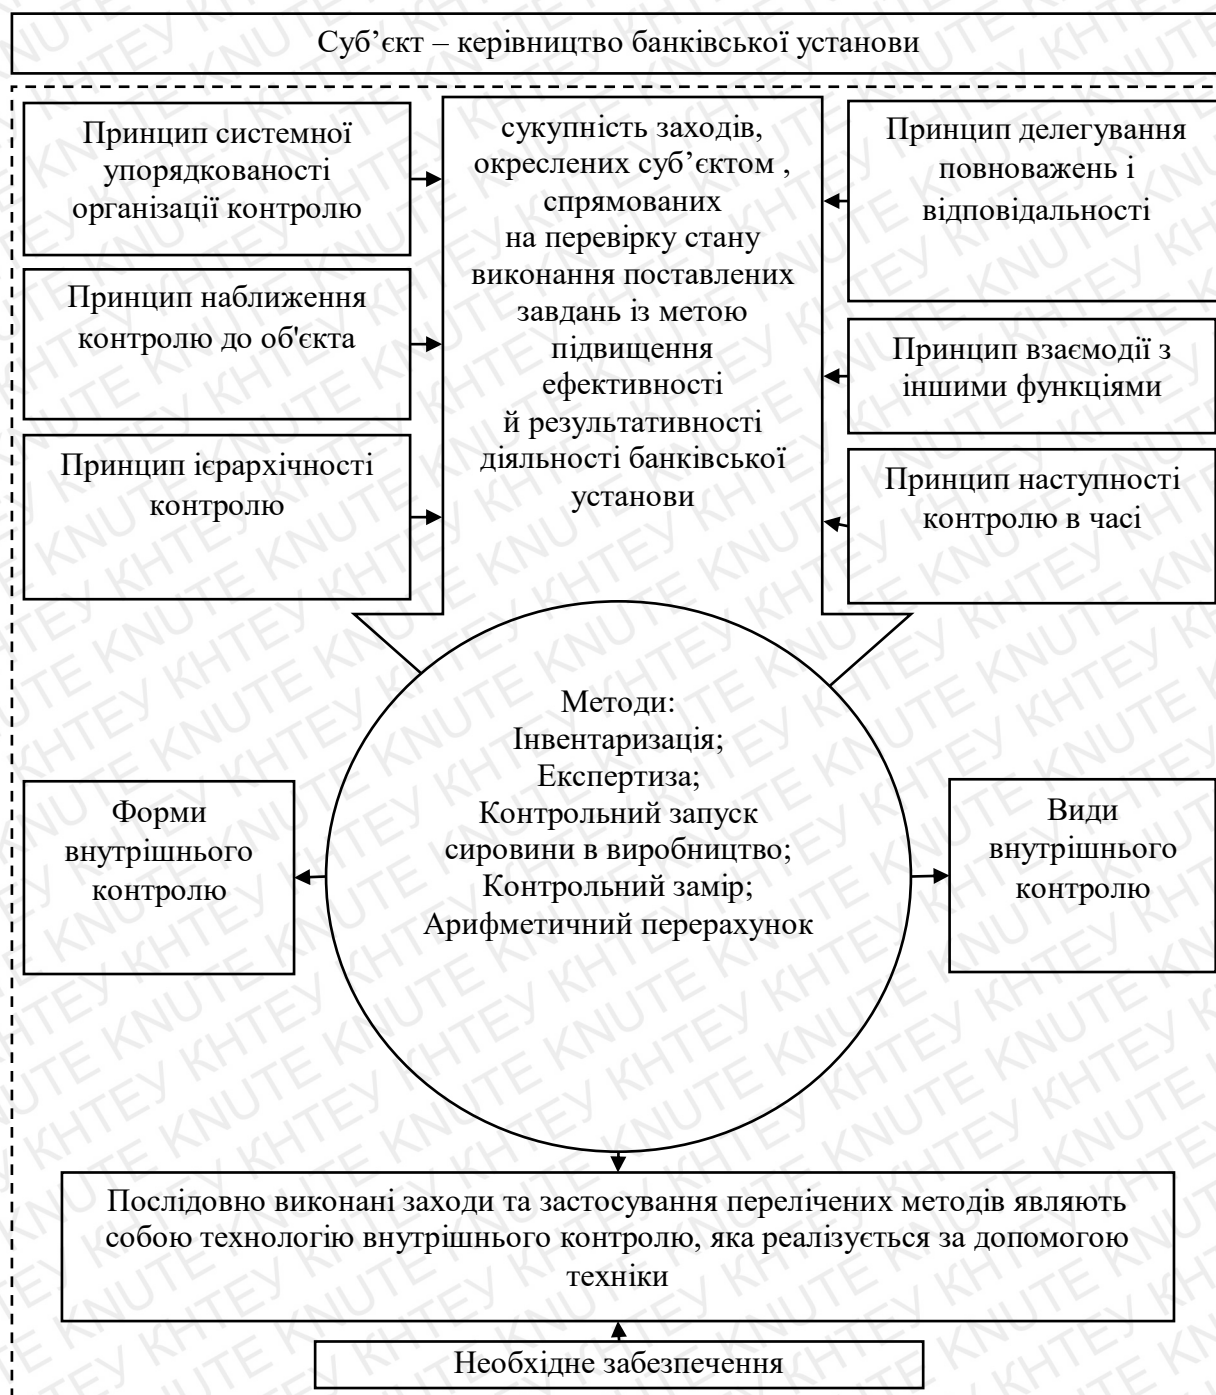 Суб’єкт – керівництво банківської установи
Принцип системної
упорядкованості
організації контролю
Принцип наближення
контролю до об'єкта
Принцип ієрархічності
контролю
сукупність заходів,
окреслених суб’єктом ,
спрямованих
на перевірку стану
виконання поставлених
завдань із метою
підвищення
ефективності
й результативності
діяльності банківської
установи
Принцип делегування
повноважень і
відповідальності
Принцип взаємодії з
іншими функціями
Принцип наступності
контролю в часі
Методи:
Інвентаризація;
Експертиза;
Контрольний запуск
сировини в виробництво;
Контрольний замір;
Арифметичний перерахунок
Форми
внутрішнього
контролю
Види
внутрішнього
контролю
Послідовно виконані заходи та застосування перелічених методів являють
собою технологію внутрішнього контролю, яка реалізується за допомогою
техніки
Необхідне забезпечення
KNUTE КНТЕУ